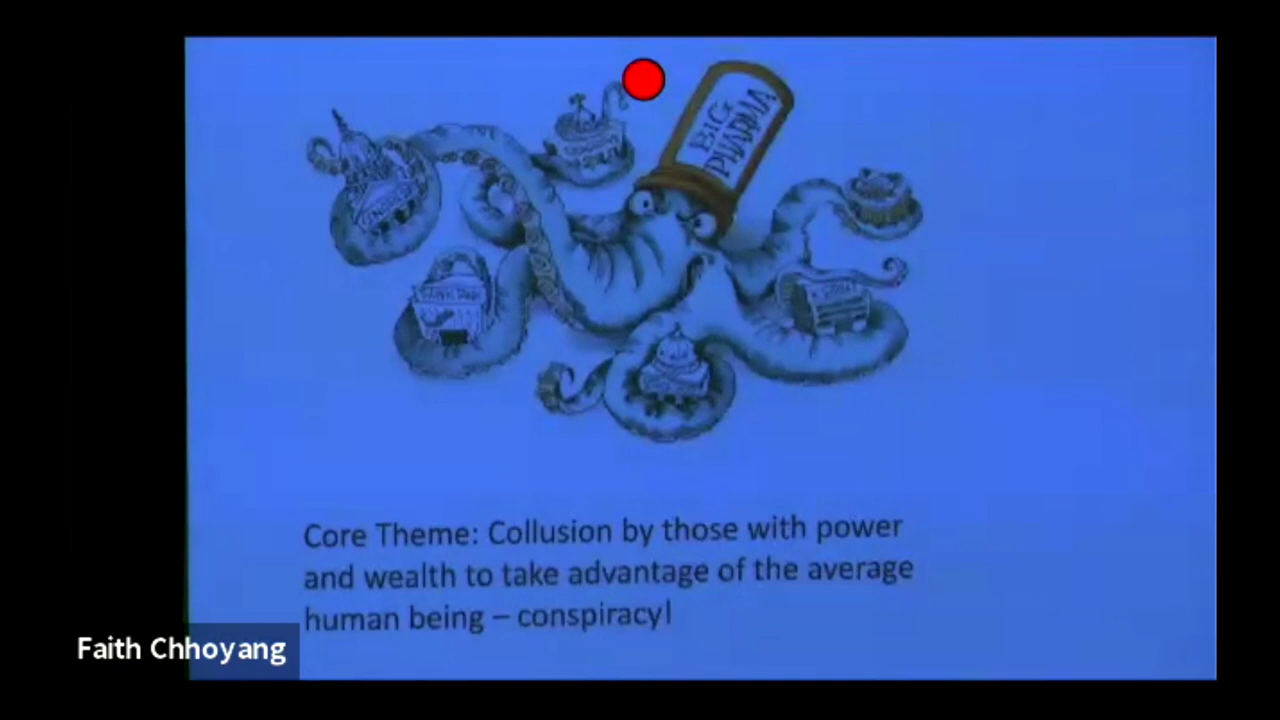 BIG
PHARMA
Core Theme: Collusion by those with power
and wealth to take advantage of the average
human being – conspiracy!
Faith Chhoyang